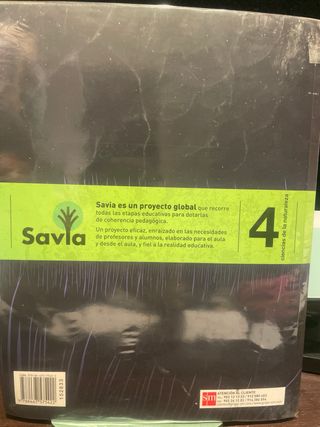 Savia es un proyecto global que recorre
todas las etapas educativas para dotarlas
de coherencia pedagógica.
Un proyecto eficaz, enraizado en las necesidades
de profesores y alumnos, elaborado para el aula
y desde el aula, y fiel a la realidad educativa.
Savia
4
ciencias de la naturaleza
152833
sm
ATENCIÓN AL CLIENTE